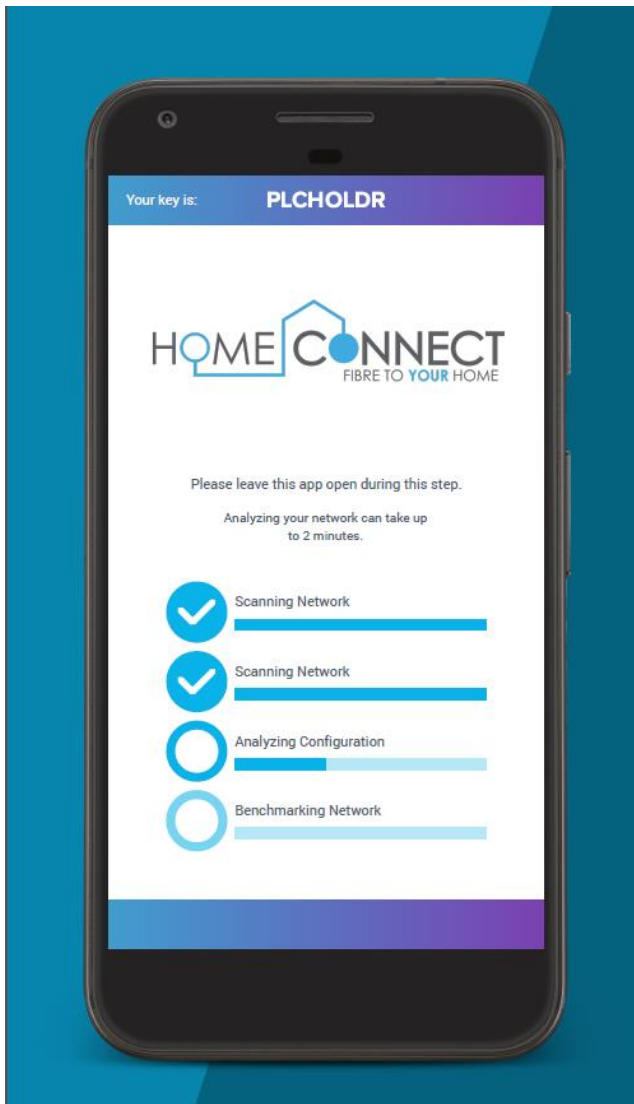 Your key is: PLCHOLDR
HOME CONNECT
FIBRE TO YOUR HOME
Please leave this app open during this step.
Analyzing your network can take up
to 2 minutes.
Scanning Network
Scanning Network
Analyzing Configuration
Benchmarking Network